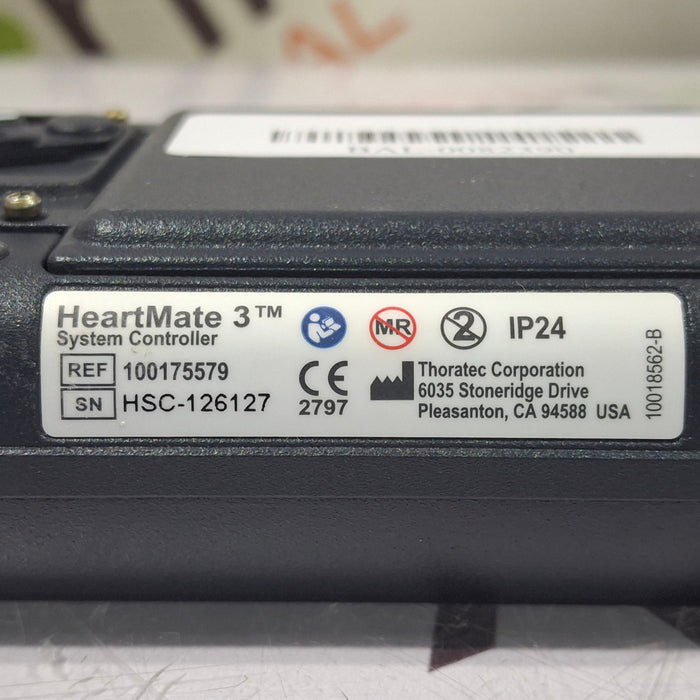 HeartMate 3™
System Controller
REF 100175579
SN HSC-126127
MR
2
IP24
CE
2797
Thoratec Corporation
6035 Stoneridge Drive
Pleasanton, CA 94588 USA
10018562-B